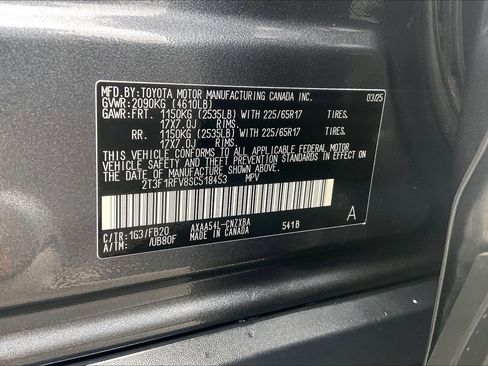 MFD.BY:TOYOTA MOTOR MANUFACTURING CANADA INC. 03/25
GVWR:2090KG (4610LB)
GAWR:FRT. 1150KG (2535LB) WITH 225/65R17 TIRES,
17X7.0J RIMS.
RR. 1150KG (2535LB) WITH 225/65R17 TIRES,
17X7.0J RIMS.
THIS VEHICLE CONFORMS TO ALL APPLICABLE FEDERAL MOTOR
VEHICLE SAFETY AND THEFT PREVENTION STANDARDS IN EFFECT
ON THE DATE OF MANUFACTURE SHOWN ABOVE.
2T3F1RFV8SC518453 MPV
C/TR:1G3/FB20 AXAA54L-CNZXBA 541B A
A/TM: /UB80F MADE IN CANADA